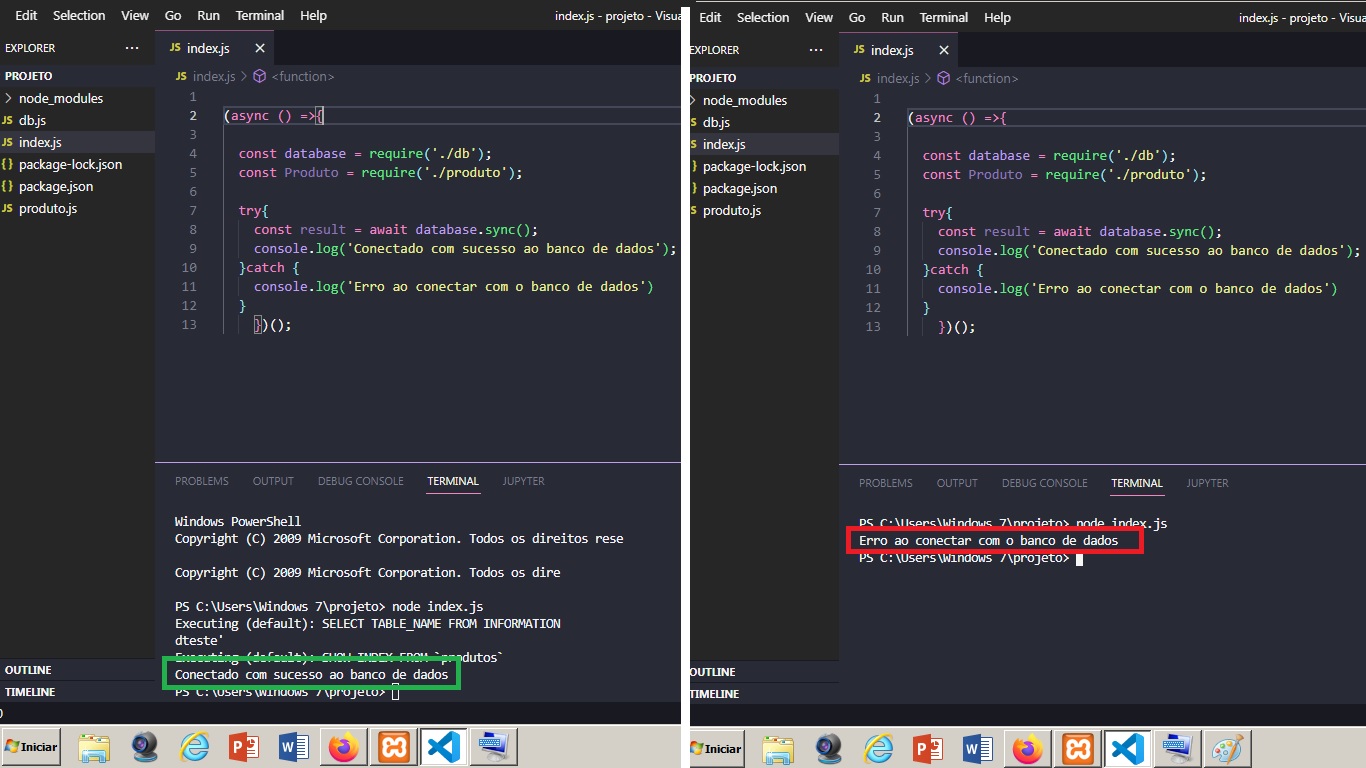 Edit Selection View Go Run Terminal Help index.js - projeto - Visua
EXPLORER ···
JS index.js ×
PROJETO
JS index.js > <function>
> node_modules
JS db.js
JS index.js
{} package-lock.json
{} package.json
JS produto.js
1
2 (async () =>{
3
4 const database = require('./db');
5 const Produto = require('./produto');
6
7 try{
8 const result = await database.sync();
9 console.log('Conectado com sucesso ao banco de dados');
10 }catch {
11 console.log('Erro ao conectar com o banco de dados')
12 }
13 })();
PROBLEMS OUTPUT DEBUG CONSOLE TERMINAL JUPYTER
Windows PowerShell
Copyright (C) 2009 Microsoft Corporation. Todos os direitos rese
Copyright (C) 2009 Microsoft Corporation. Todos os dire
PS C:\Users\Windows 7\projeto> node index.js
Executing (default): SELECT TABLE_NAME FROM INFORMATION
dteste'
Executing (default): SHOW INDEX FROM `produtos`
Conectado com sucesso ao banco de dados
PS C:\Users\Windows 7\projeto>
OUTLINE
TIMELINE
0
Iniciar
Edit Selection View Go Run Terminal Help index.js - projeto - Visua
EXPLORER ···
JS index.js ×
PROJETO
JS index.js > <function>
> node_modules
S db.js
S index.js
} package-lock.json
} package.json
S produto.js
1
2 (async () =>{
3
4 const database = require('./db');
5 const Produto = require('./produto');
6
7 try{
8 const result = await database.sync();
9 console.log('Conectado com sucesso ao banco de dados');
10 }catch {
11 console.log('Erro ao conectar com o banco de dados')
12 }
13 })();
PROBLEMS OUTPUT DEBUG CONSOLE TERMINAL JUPYTER
PS C:\Users\Windows 7\projeto> node index.js
Erro ao conectar com o banco de dados
PS C:\Users\Windows 7\projeto>
OUTLINE
TIMELINE
Iniciar